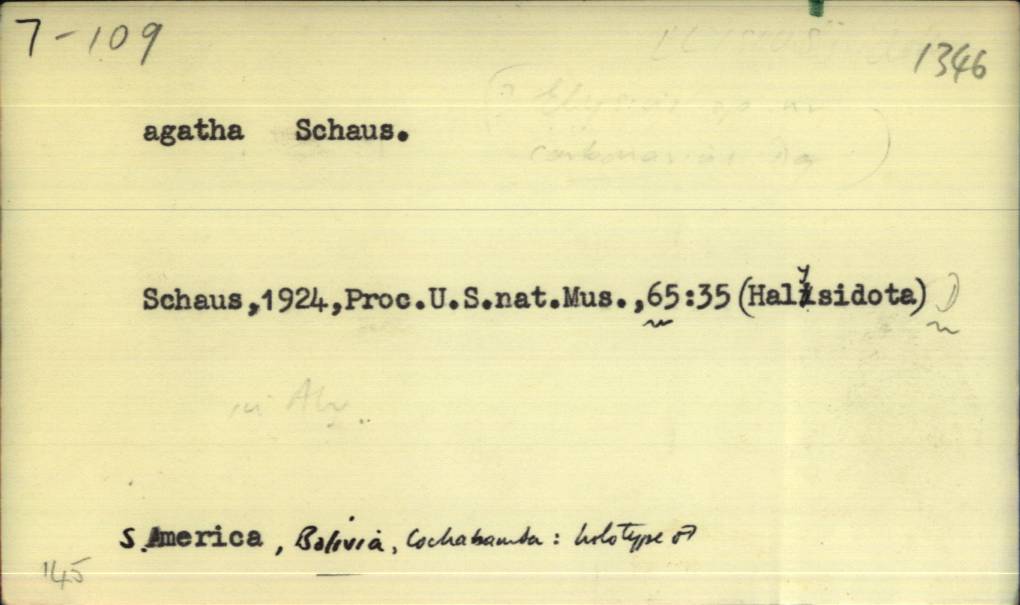 7-109
1346
agatha Schaus.
Schaus,1924,Proc.U.S.nat.Mus.,65:35 (Halysidota)
S.America, Bolivia, Cochabamba: holotype ♂
145